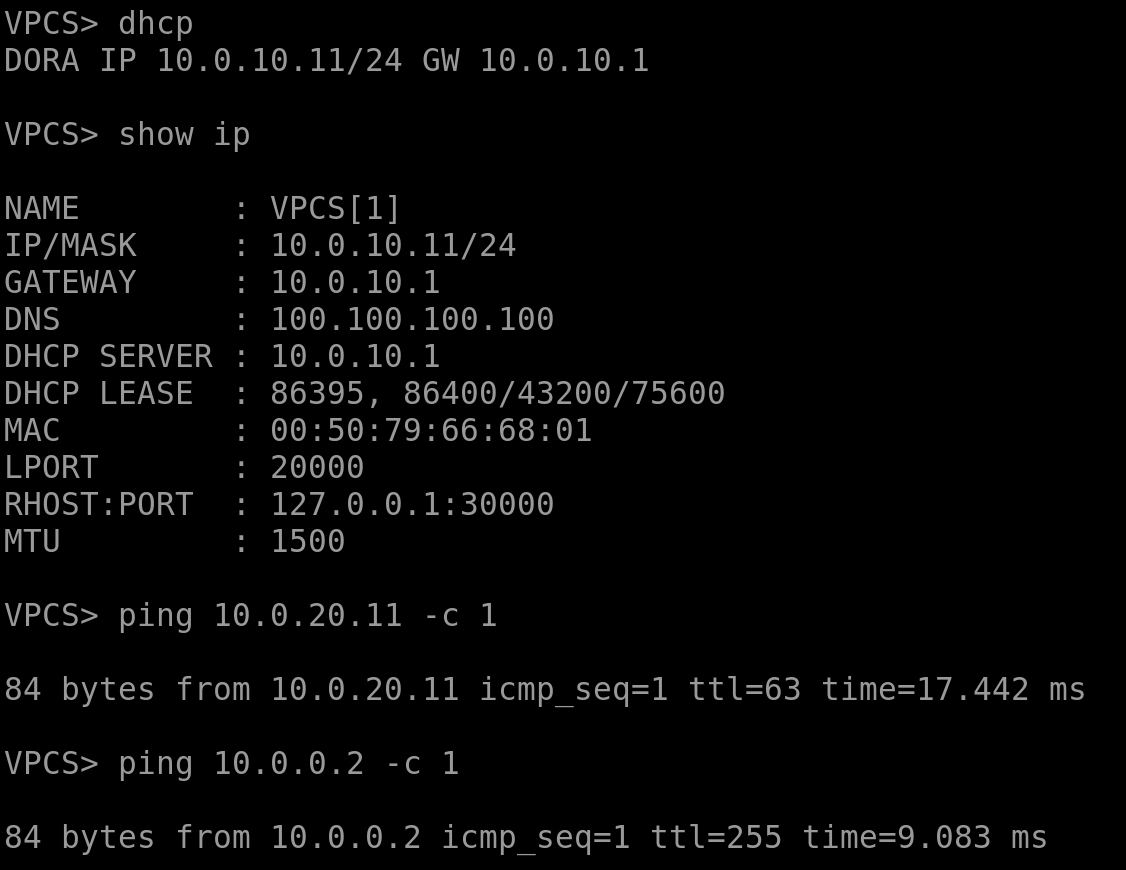 VPCS> dhcp
DORA IP 10.0.10.11/24 GW 10.0.10.1
VPCS> show ip
NAME        : VPCS[1]
IP/MASK     : 10.0.10.11/24
GATEWAY     : 10.0.10.1
DNS         : 100.100.100.100
DHCP SERVER : 10.0.10.1
DHCP LEASE  : 86395, 86400/43200/75600
MAC         : 00:50:79:66:68:01
LPORT       : 20000
RHOST:PORT  : 127.0.0.1:30000
MTU         : 1500
VPCS> ping 10.0.20.11 -c 1
84 bytes from 10.0.20.11 icmp_seq=1 ttl=63 time=17.442 ms
VPCS> ping 10.0.0.2 -c 1
84 bytes from 10.0.0.2 icmp_seq=1 ttl=255 time=9.083 ms